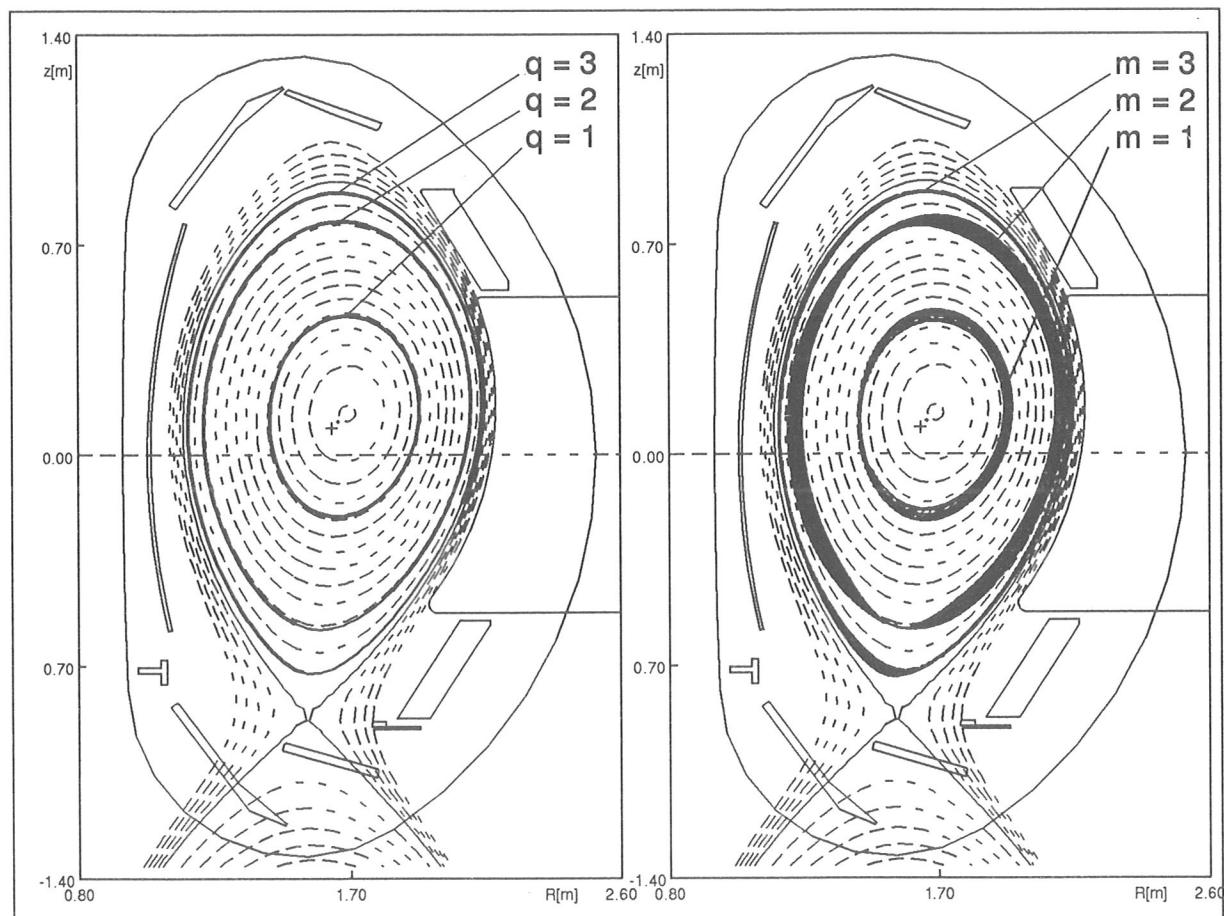 1.40
z[m]
q = 3
q = 2
q = 1
0.70
0.00
0.70
-1.40
0.80
1.70
R[m]
2.60
1.40
z[m]
m = 3
m = 2
m = 1
0.70
0.00
0.70
-1.40
0.80
1.70
R[m]
2.60